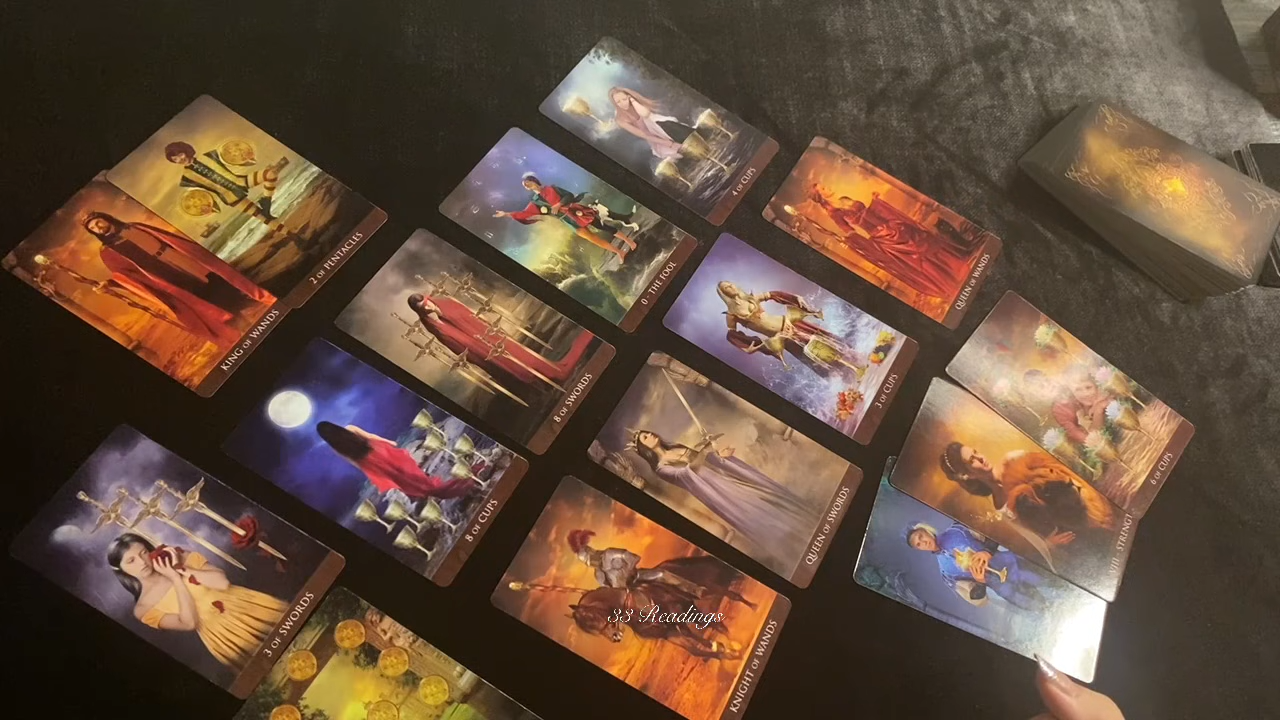 4 OF CUPS
2 OF PENTACLES
0 - THE FOOL
QUEEN OF WANDS
KING OF WANDS
8 OF SWORDS
3 OF CUPS
6 OF CUPS
8 OF CUPS
QUEEN OF SWORDS
VIII - STRENGT
3 OF SWORDS
KNIGHT OF WANDS
33 Readings